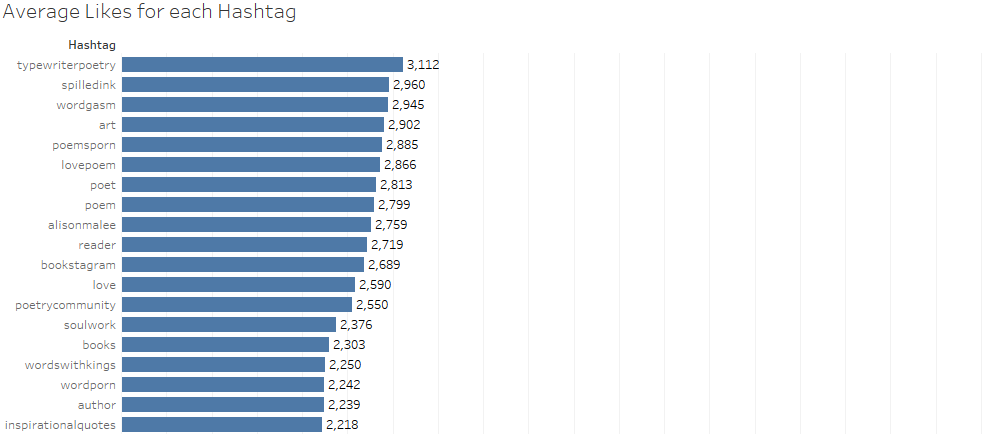 Average Likes for each Hashtag
Hashtag
typewriterpoetry 3,112
spilledink 2,960
wordgasm 2,945
art 2,902
poemsporn 2,885
lovepoem 2,866
poet 2,813
poem 2,799
alisonmalee 2,759
reader 2,719
bookstagram 2,689
love 2,590
poetrycommunity 2,550
soulwork 2,376
books 2,303
wordswithkings 2,250
wordporn 2,242
author 2,239
inspirationalquotes 2,218